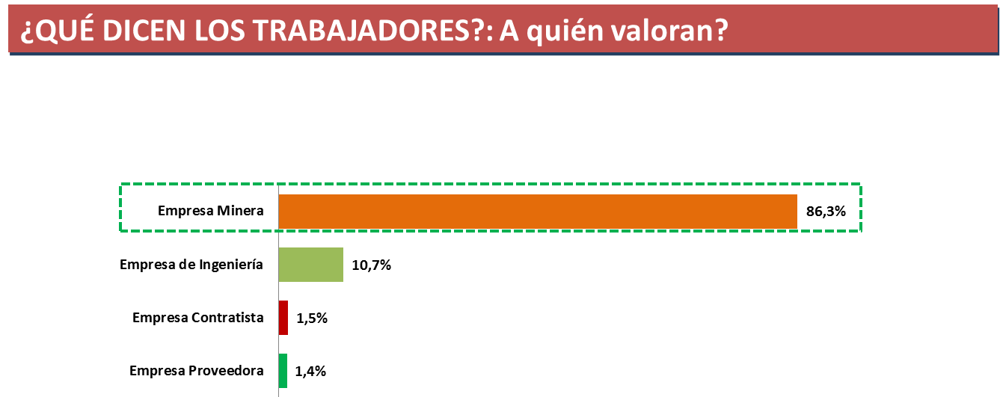 ¿QUÉ DICEN LOS TRABAJADORES?: A quién valoran?
Empresa Minera 86,3%
Empresa de Ingeniería 10,7%
Empresa Contratista 1,5%
Empresa Proveedora 1,4%